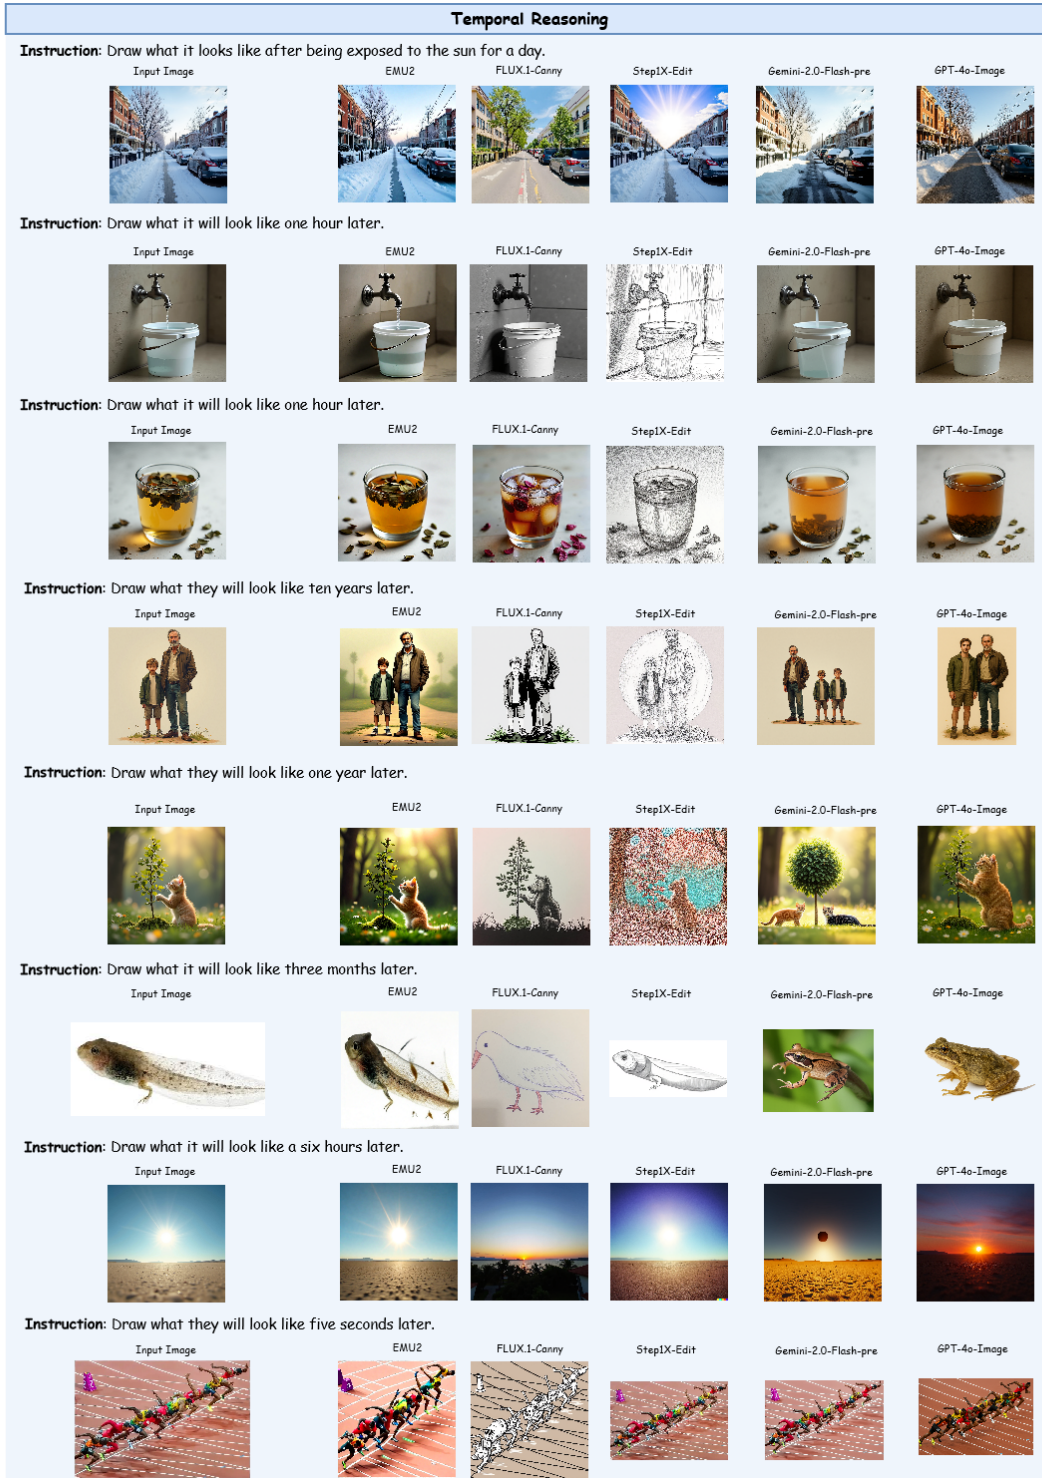 Temporal Reasoning
Instruction: Draw what it looks like after being exposed to the sun for a day.
Input Image EMU2 FLUX.1-Canny Step1X-Edit Gemini-2.0-Flash-pre GPT-4o-Image
Instruction: Draw what it will look like one hour later.
Input Image EMU2 FLUX.1-Canny Step1X-Edit Gemini-2.0-Flash-pre GPT-4o-Image
Instruction: Draw what it will look like one hour later.
Input Image EMU2 FLUX.1-Canny Step1X-Edit Gemini-2.0-Flash-pre GPT-4o-Image
Instruction: Draw what they will look like ten years later.
Input Image EMU2 FLUX.1-Canny Step1X-Edit Gemini-2.0-Flash-pre GPT-4o-Image
Instruction: Draw what they will look like one year later.
Input Image EMU2 FLUX.1-Canny Step1X-Edit Gemini-2.0-Flash-pre GPT-4o-Image
Instruction: Draw what it will look like three months later.
Input Image EMU2 FLUX.1-Canny Step1X-Edit Gemini-2.0-Flash-pre GPT-4o-Image
Instruction: Draw what it will look like a six hours later.
Input Image EMU2 FLUX.1-Canny Step1X-Edit Gemini-2.0-Flash-pre GPT-4o-Image
Instruction: Draw what they will look like five seconds later.
Input Image EMU2 FLUX.1-Canny Step1X-Edit Gemini-2.0-Flash-pre GPT-4o-Image